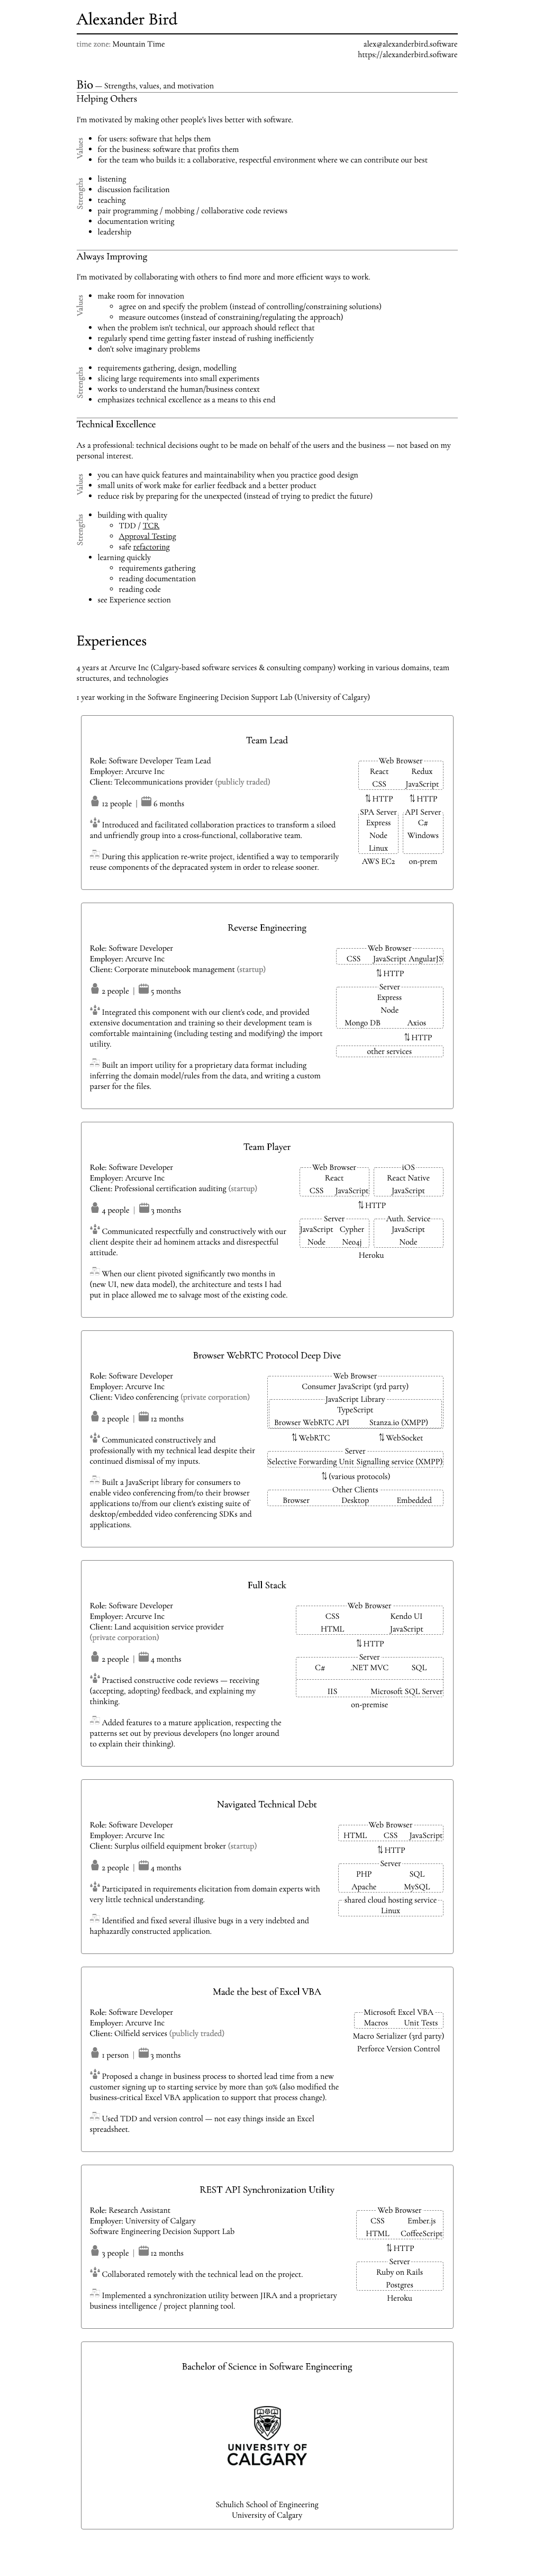 Alexander Bird
time zone: Mountain Time
alex@alexanderbird.software
https://alexanderbird.software
Bio — Strengths, values, and motivation
Helping Others
I'm motivated by making other people's lives better with software.
Values
for users: software that helps them
for the business: software that profits them
for the team who builds it: a collaborative, respectful environment where we can contribute our best
Strengths
listening
discussion facilitation
teaching
pair programming / mobbing / collaborative code reviews
documentation writing
leadership
Always Improving
I'm motivated by collaborating with others to find more and more efficient ways to work.
Values
make room for innovation
agree on and specify the problem (instead of controlling/constraining solutions)
measure outcomes (instead of constraining/regulating the approach)
when the problem isn't technical, our approach should reflect that
regularly spend time getting faster instead of rushing inefficiently
don't solve imaginary problems
Strengths
requirements gathering, design, modelling
slicing large requirements into small experiments
works to understand the human/business context
emphasizes technical excellence as a means to this end
Technical Excellence
As a professional: technical decisions ought to be made on behalf of the users and the business — not based on my
personal interest.
Values
you can have quick features and maintainability when you practice good design
small units of work make for earlier feedback and a better product
reduce risk by preparing for the unexpected (instead of trying to predict the future)
Strengths
building with quality
TDD / TCR
Approval Testing
safe refactoring
learning quickly
requirements gathering
reading documentation
reading code
see Experience section
Experiences
4 years at Arcurve Inc (Calgary-based software services & consulting company) working in various domains, team
structures, and technologies
1 year working in the Software Engineering Decision Support Lab (University of Calgary)
Team Lead
Role: Software Developer Team Lead
Employer: Arcurve Inc
Client: Telecommunications provider (publicly traded)
12 people | 6 months
Introduced and facilitated collaboration practices to transform a siloed
and unfriendly group into a cross-functional, collaborative team.
During this application re-write project, identified a way to temporarily
reuse components of the depracated system in order to release sooner.
Web Browser
React Redux
CSS JavaScript
⇅ HTTP ⇅ HTTP
SPA Server API Server
Express C#
Node Windows
Linux
AWS EC2 on-prem
Reverse Engineering
Role: Software Developer
Employer: Arcurve Inc
Client: Corporate minutebook management (startup)
2 people | 5 months
Integrated this component with our client's code, and provided
extensive documentation and training so their development team is
comfortable maintaining (including testing and modifying) the import
utility.
Built an import utility for a proprietary data format including
inferring the domain model/rules from the data, and writing a custom
parser for the files.
Web Browser
CSS JavaScript AngularJS
⇅ HTTP
Server
Express
Node
Mongo DB Axios
⇅ HTTP
other services
Team Player
Role: Software Developer
Employer: Arcurve Inc
Client: Professional certification auditing (startup)
4 people | 3 months
Communicated respectfully and constructively with our
client despite their ad hominem attacks and disrespectful
attitude.
When our client pivoted significantly two months in
(new UI, new data model), the architecture and tests I had
put in place allowed me to salvage most of the existing code.
Web Browser iOS
React React Native
CSS JavaScript JavaScript
⇅ HTTP
Server Auth. Service
JavaScript Cypher JavaScript
Node Neo4j Node
Heroku
Browser WebRTC Protocol Deep Dive
Role: Software Developer
Employer: Arcurve Inc
Client: Video conferencing (private corporation)
2 people | 12 months
Communicated constructively and
professionally with my technical lead despite their
continued dismissal of my inputs.
Built a JavaScript library for consumers to
enable video conferencing from/to their browser
applications to/from our client's existing suite of
desktop/embedded video conferencing SDKs and
applications.
Web Browser
Consumer JavaScript (3rd party)
JavaScript Library
TypeScript
Browser WebRTC API Stanza.io (XMPP)
⇅ WebRTC ⇅ WebSocket
Server
Selective Forwarding Unit Signalling service (XMPP)
⇅ (various protocols)
Other Clients
Browser Desktop Embedded
Full Stack
Role: Software Developer
Employer: Arcurve Inc
Client: Land acquisition service provider
(private corporation)
2 people | 4 months
Practised constructive code reviews — receiving
(accepting, adopting) feedback, and explaining my
thinking.
Added features to a mature application, respecting the
patterns set out by previous developers (no longer around
to explain their thinking).
Web Browser
CSS Kendo UI
HTML JavaScript
⇅ HTTP
Server
C# .NET MVC SQL
IIS Microsoft SQL Server
on-premise
Navigated Technical Debt
Role: Software Developer
Employer: Arcurve Inc
Client: Surplus oilfield equipment broker (startup)
2 people | 4 months
Participated in requirements elicitation from domain experts with
very little technical understanding.
Identified and fixed several illusive bugs in a very indebted and
haphazardly constructed application.
Web Browser
HTML CSS JavaScript
⇅ HTTP
Server
PHP SQL
Apache MySQL
shared cloud hosting service
Linux
Made the best of Excel VBA
Role: Software Developer
Employer: Arcurve Inc
Client: Oilfield services (publicly traded)
1 person | 3 months
Proposed a change in business process to shorted lead time from a new
customer signing up to starting service by more than 50% (also modified the
business-critical Excel VBA application to support that process change).
Used TDD and version control — not easy things inside an Excel
spreadsheet.
Microsoft Excel VBA
Macros Unit Tests
Macro Serializer (3rd party)
Perforce Version Control
REST API Synchronization Utility
Role: Research Assistant
Employer: University of Calgary
Software Engineering Decision Support Lab
3 people | 12 months
Collaborated remotely with the technical lead on the project.
Implemented a synchronization utility between JIRA and a proprietary
business intelligence / project planning tool.
Web Browser
CSS Ember.js
HTML CoffeeScript
⇅ HTTP
Server
Ruby on Rails
Postgres
Heroku
Bachelor of Science in Software Engineering
UNIVERSITY OF
CALGARY
Schulich School of Engineering
University of Calgary